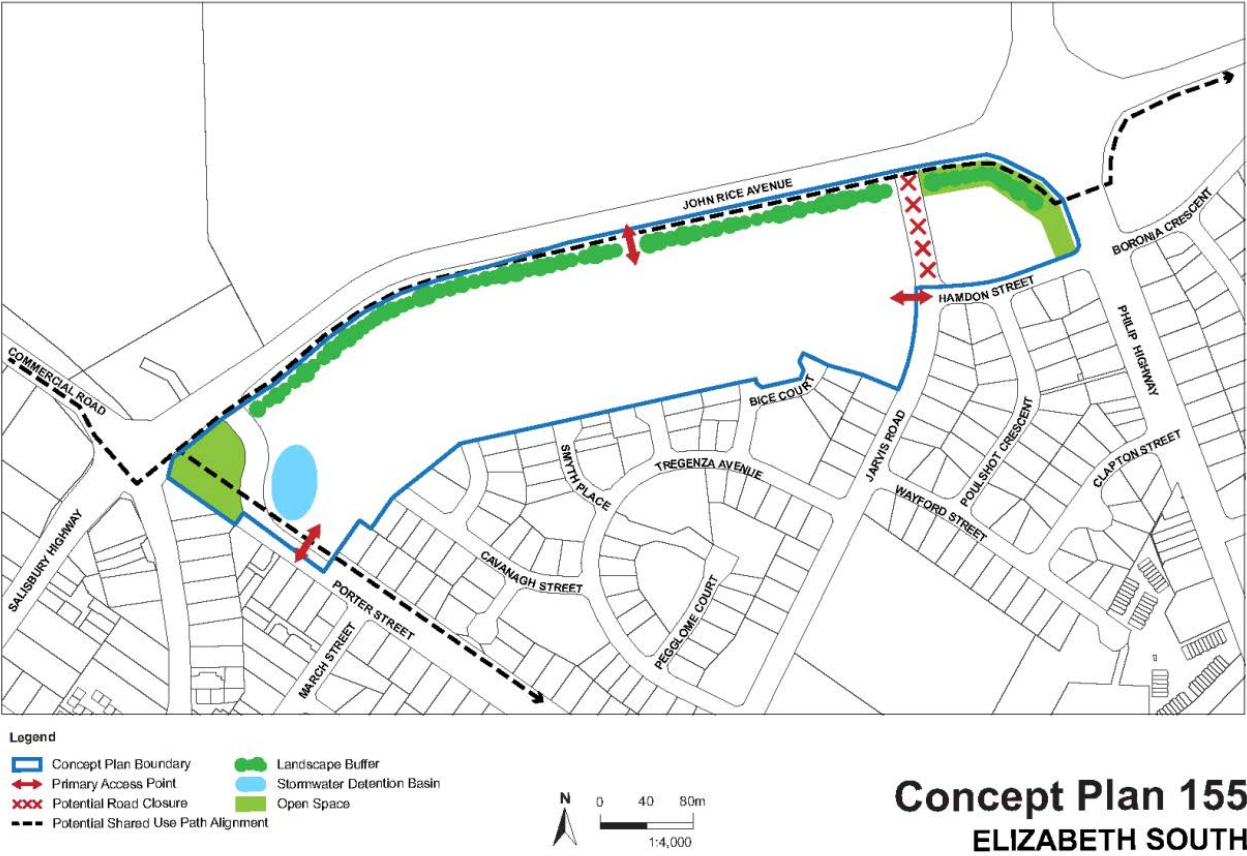 JOHN RICE AVENUE
BORONIA CRESCENT
HAMDON STREET
PHILIP HIGHWAY
COMMERCIAL ROAD
BICE COURT
JARVIS ROAD
POULSHOT CRESCENT
CLAPTON STREET
SMYTH PLACE
TREGENZA AVENUE
WAYFORD STREET
SALISBURY HIGHWAY
CAVANAGH STREET
PEGGLOME COURT
PORTER STREET
MARCH STREET
Legend
Concept Plan Boundary
Primary Access Point
Potential Road Closure
Potential Shared Use Path Alignment
Landscape Buffer
Stormwater Detention Basin
Open Space
N
0 40 80m
1:4,000
Concept Plan 155
ELIZABETH SOUTH